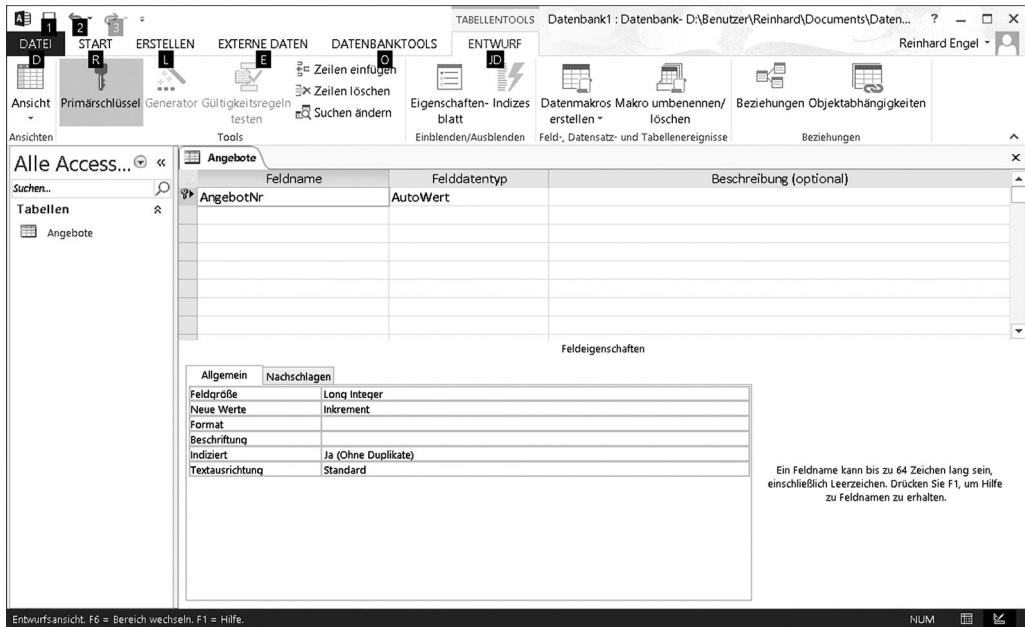 TABELLENTOOLS Datenbank1 : Datenbank- D:\Benutzer\Reinhard\Documents\Daten... ?
1 2 3
DATEI START ERSTELLEN EXTERNE DATEN DATENBANKTOOLS ENTWURF Reinhard Engel
D R L E O JD
Ansicht
Primärschlüssel
Generator
Gültigkeitsregeln
testen
Zeilen einfügen
Zeilen löschen
Suchen ändern
Eigenschaften-
blatt
Indizes
Datenmakros
erstellen
Makro umbenennen/
löschen
Beziehungen
Objektabhängigkeiten
Ansichten Tools Einblenden/Ausblenden Feld-, Datensatz- und Tabellenereignisse Beziehungen
Alle Access... «
Suchen...
Tabellen
Angebote
Angebote
Feldname Felddatentyp Beschreibung (optional)
AngebotNr AutoWert
Feldeigenschaften
Allgemein Nachschlagen
Feldgröße Long Integer
Neue Werte Inkrement
Format
Beschriftung
Indiziert Ja (Ohne Duplikate)
Textausrichtung Standard
Ein Feldname kann bis zu 64 Zeichen lang sein,
einschließlich Leerzeichen. Drücken Sie F1, um Hilfe
zu Feldnamen zu erhalten.
Entwurfsansicht. F6 = Bereich wechseln. F1 = Hilfe. NUM